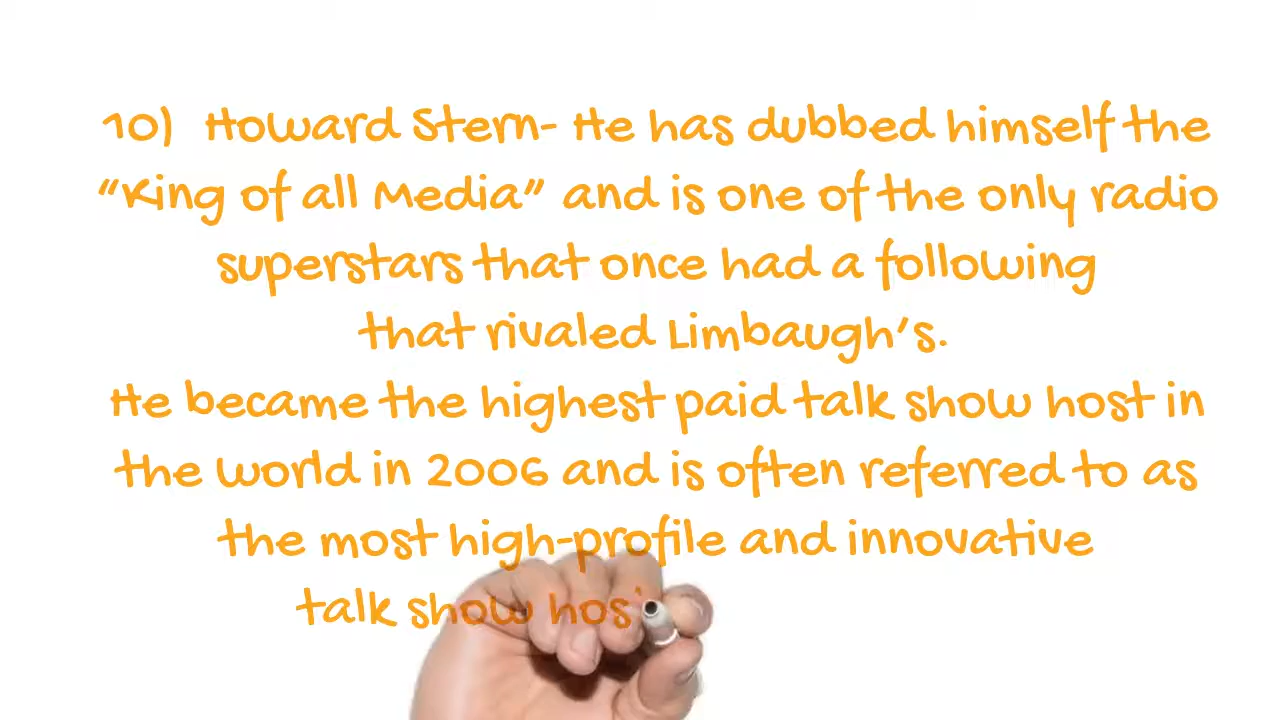 10) Howard Stern- He has dubbed himself the
"King of all Media" and is one of the only radio
superstars that once had a following
that rivaled Limbaugh's.
He became the highest paid talk show host in
the world in 2006 and is often referred to as
the most high-profile and innovative
talk show hos